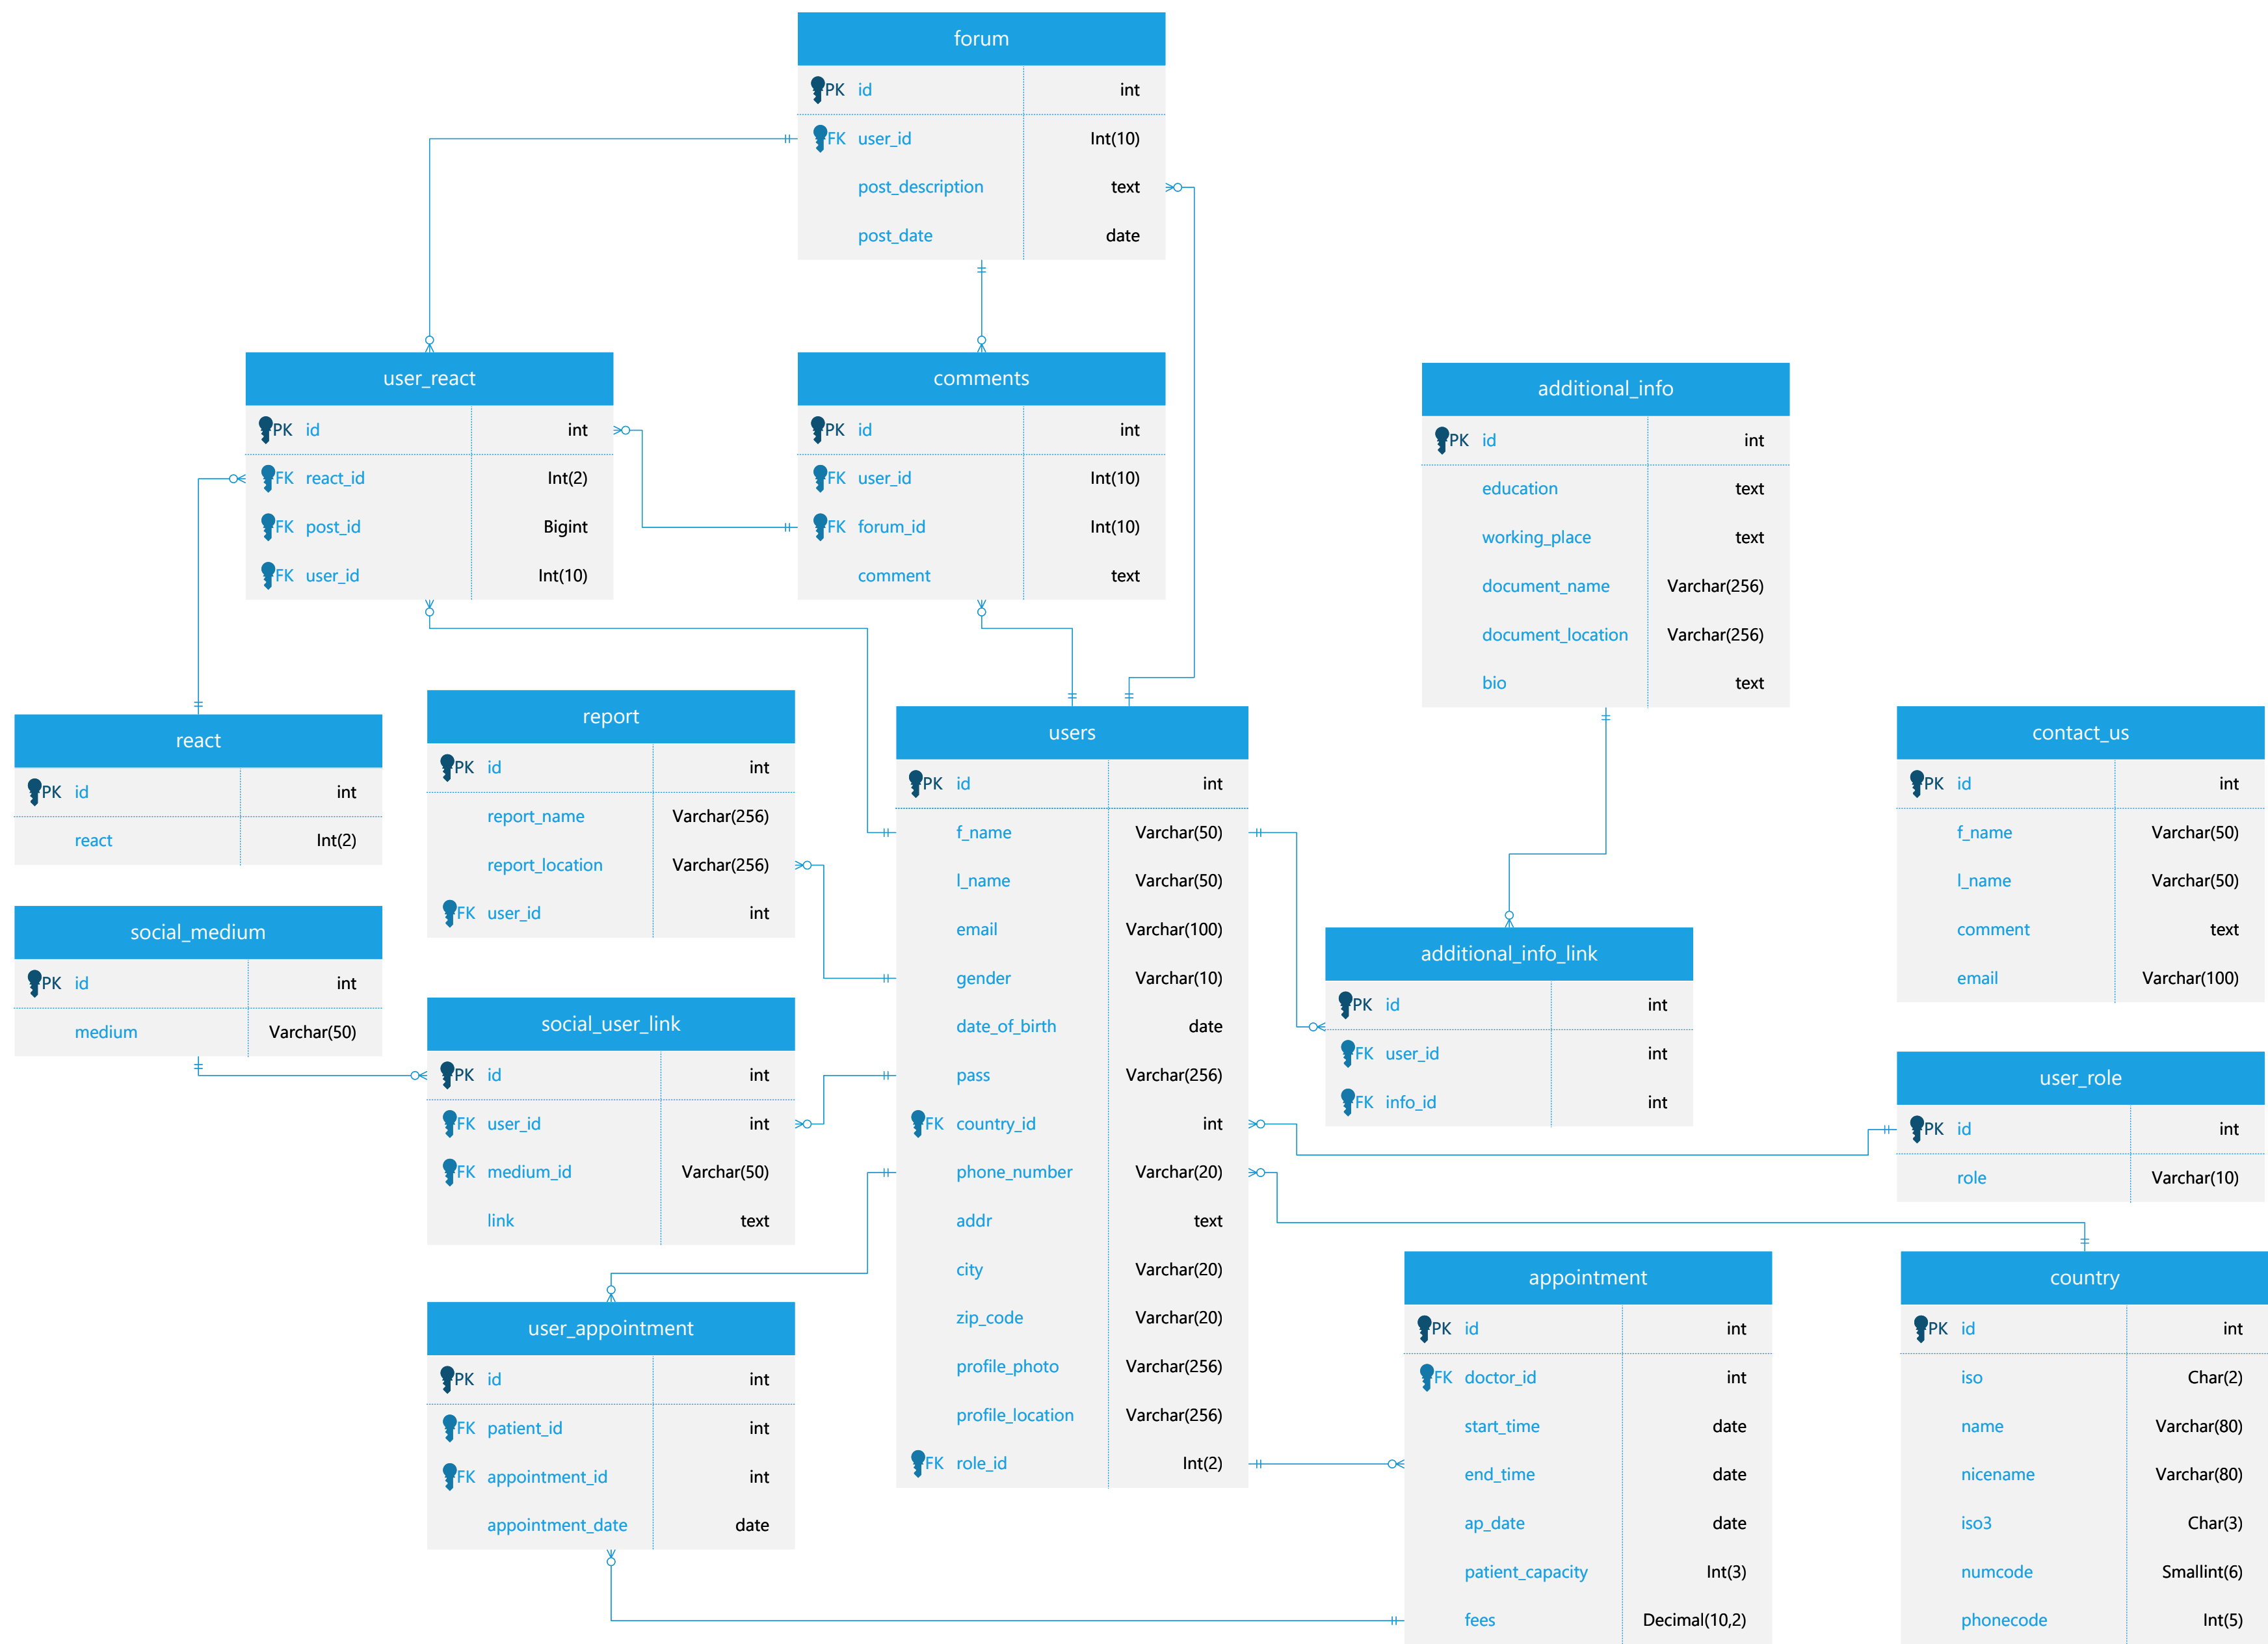 forum
PK id int
FK user_id Int(10)
post_description text
post_date date
user_react
PK id int
FK react_id Int(2)
FK post_id Bigint
FK user_id Int(10)
comments
PK id int
FK user_id Int(10)
FK forum_id Int(10)
comment text
additional_info
PK id int
education text
working_place text
document_name Varchar(256)
document_location Varchar(256)
bio text
react
PK id int
react Int(2)
report
PK id int
report_name Varchar(256)
report_location Varchar(256)
FK user_id int
users
PK id int
f_name Varchar(50)
l_name Varchar(50)
email Varchar(100)
gender Varchar(10)
date_of_birth date
pass Varchar(256)
FK country_id int
phone_number Varchar(20)
addr text
city Varchar(20)
zip_code Varchar(20)
profile_photo Varchar(256)
profile_location Varchar(256)
FK role_id Int(2)
contact_us
PK id int
f_name Varchar(50)
l_name Varchar(50)
comment text
email Varchar(100)
social_medium
PK id int
medium Varchar(50)
social_user_link
PK id int
FK user_id int
FK medium_id Varchar(50)
link text
additional_info_link
PK id int
FK user_id int
FK info_id int
user_role
PK id int
role Varchar(10)
user_appointment
PK id int
FK patient_id int
FK appointment_id int
appointment_date date
appointment
PK id int
FK doctor_id int
start_time date
end_time date
ap_date date
patient_capacity Int(3)
fees Decimal(10,2)
country
PK id int
iso Char(2)
name Varchar(80)
nicename Varchar(80)
iso3 Char(3)
numcode Smallint(6)
phonecode Int(5)